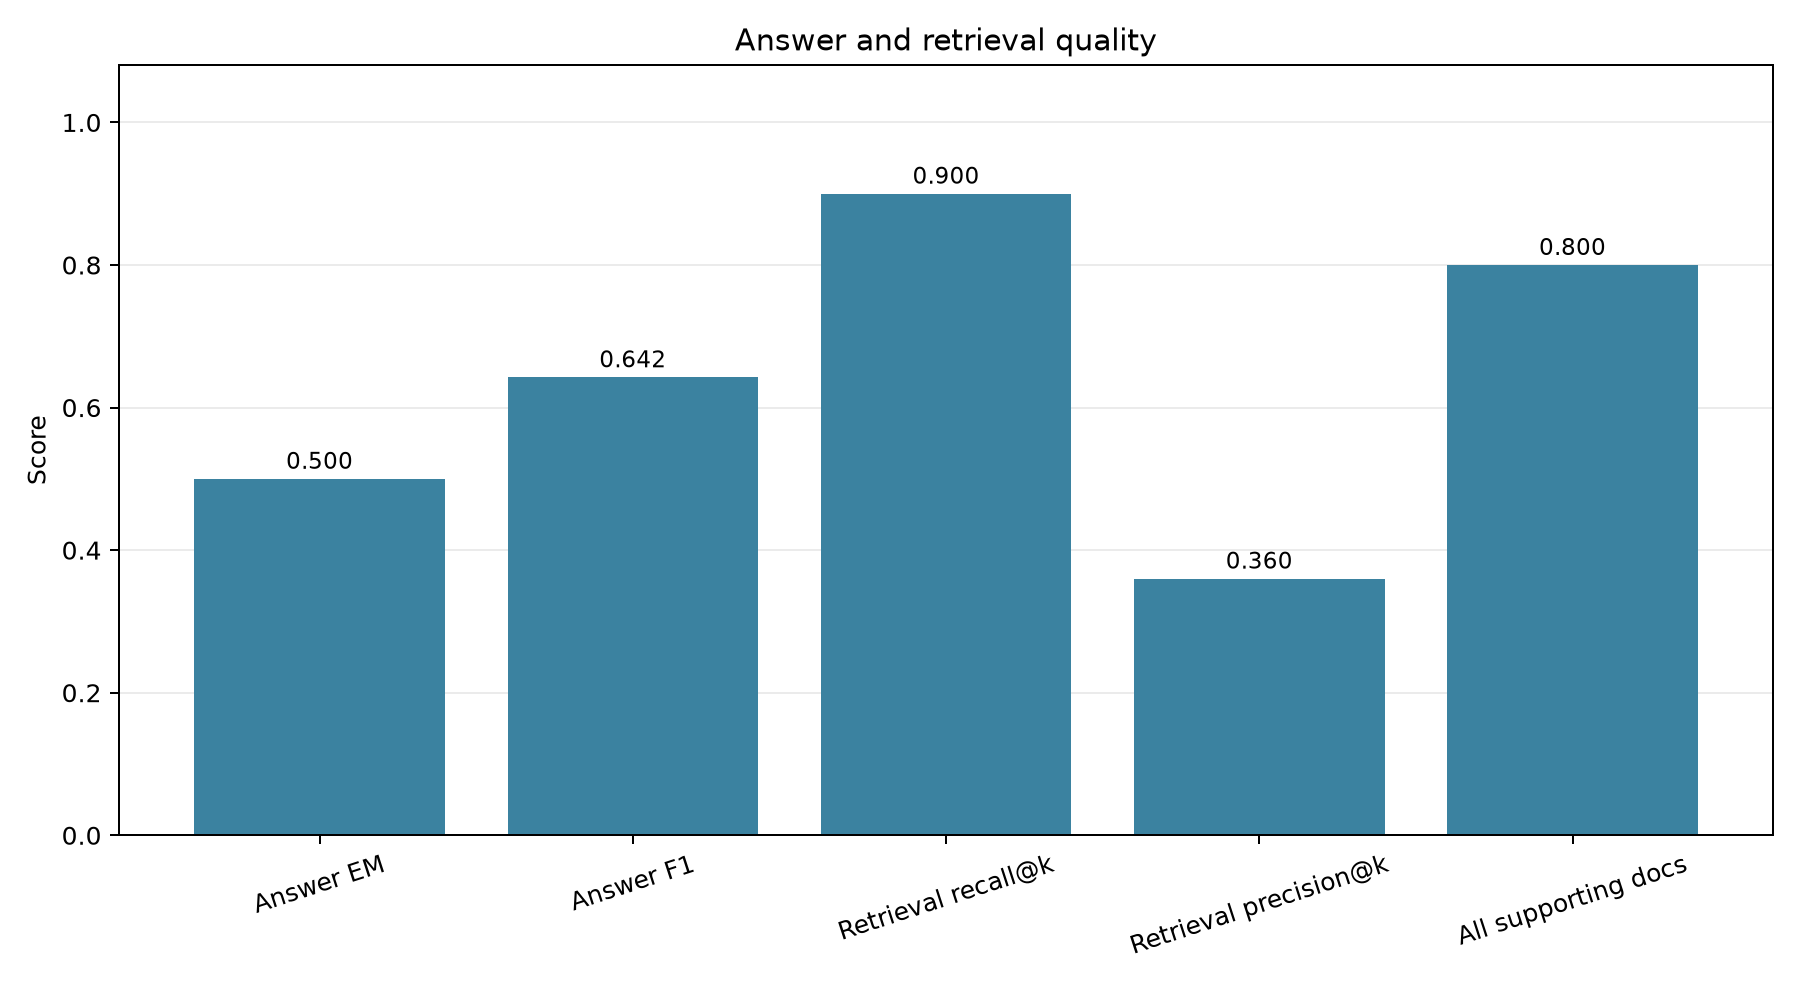 Answer and retrieval quality
Score
1.0
0.8
0.6
0.4
0.2
0.0
0.500
0.642
0.900
0.360
0.800
Answer EM
Answer F1
Retrieval recall@k
Retrieval precision@k
All supporting docs